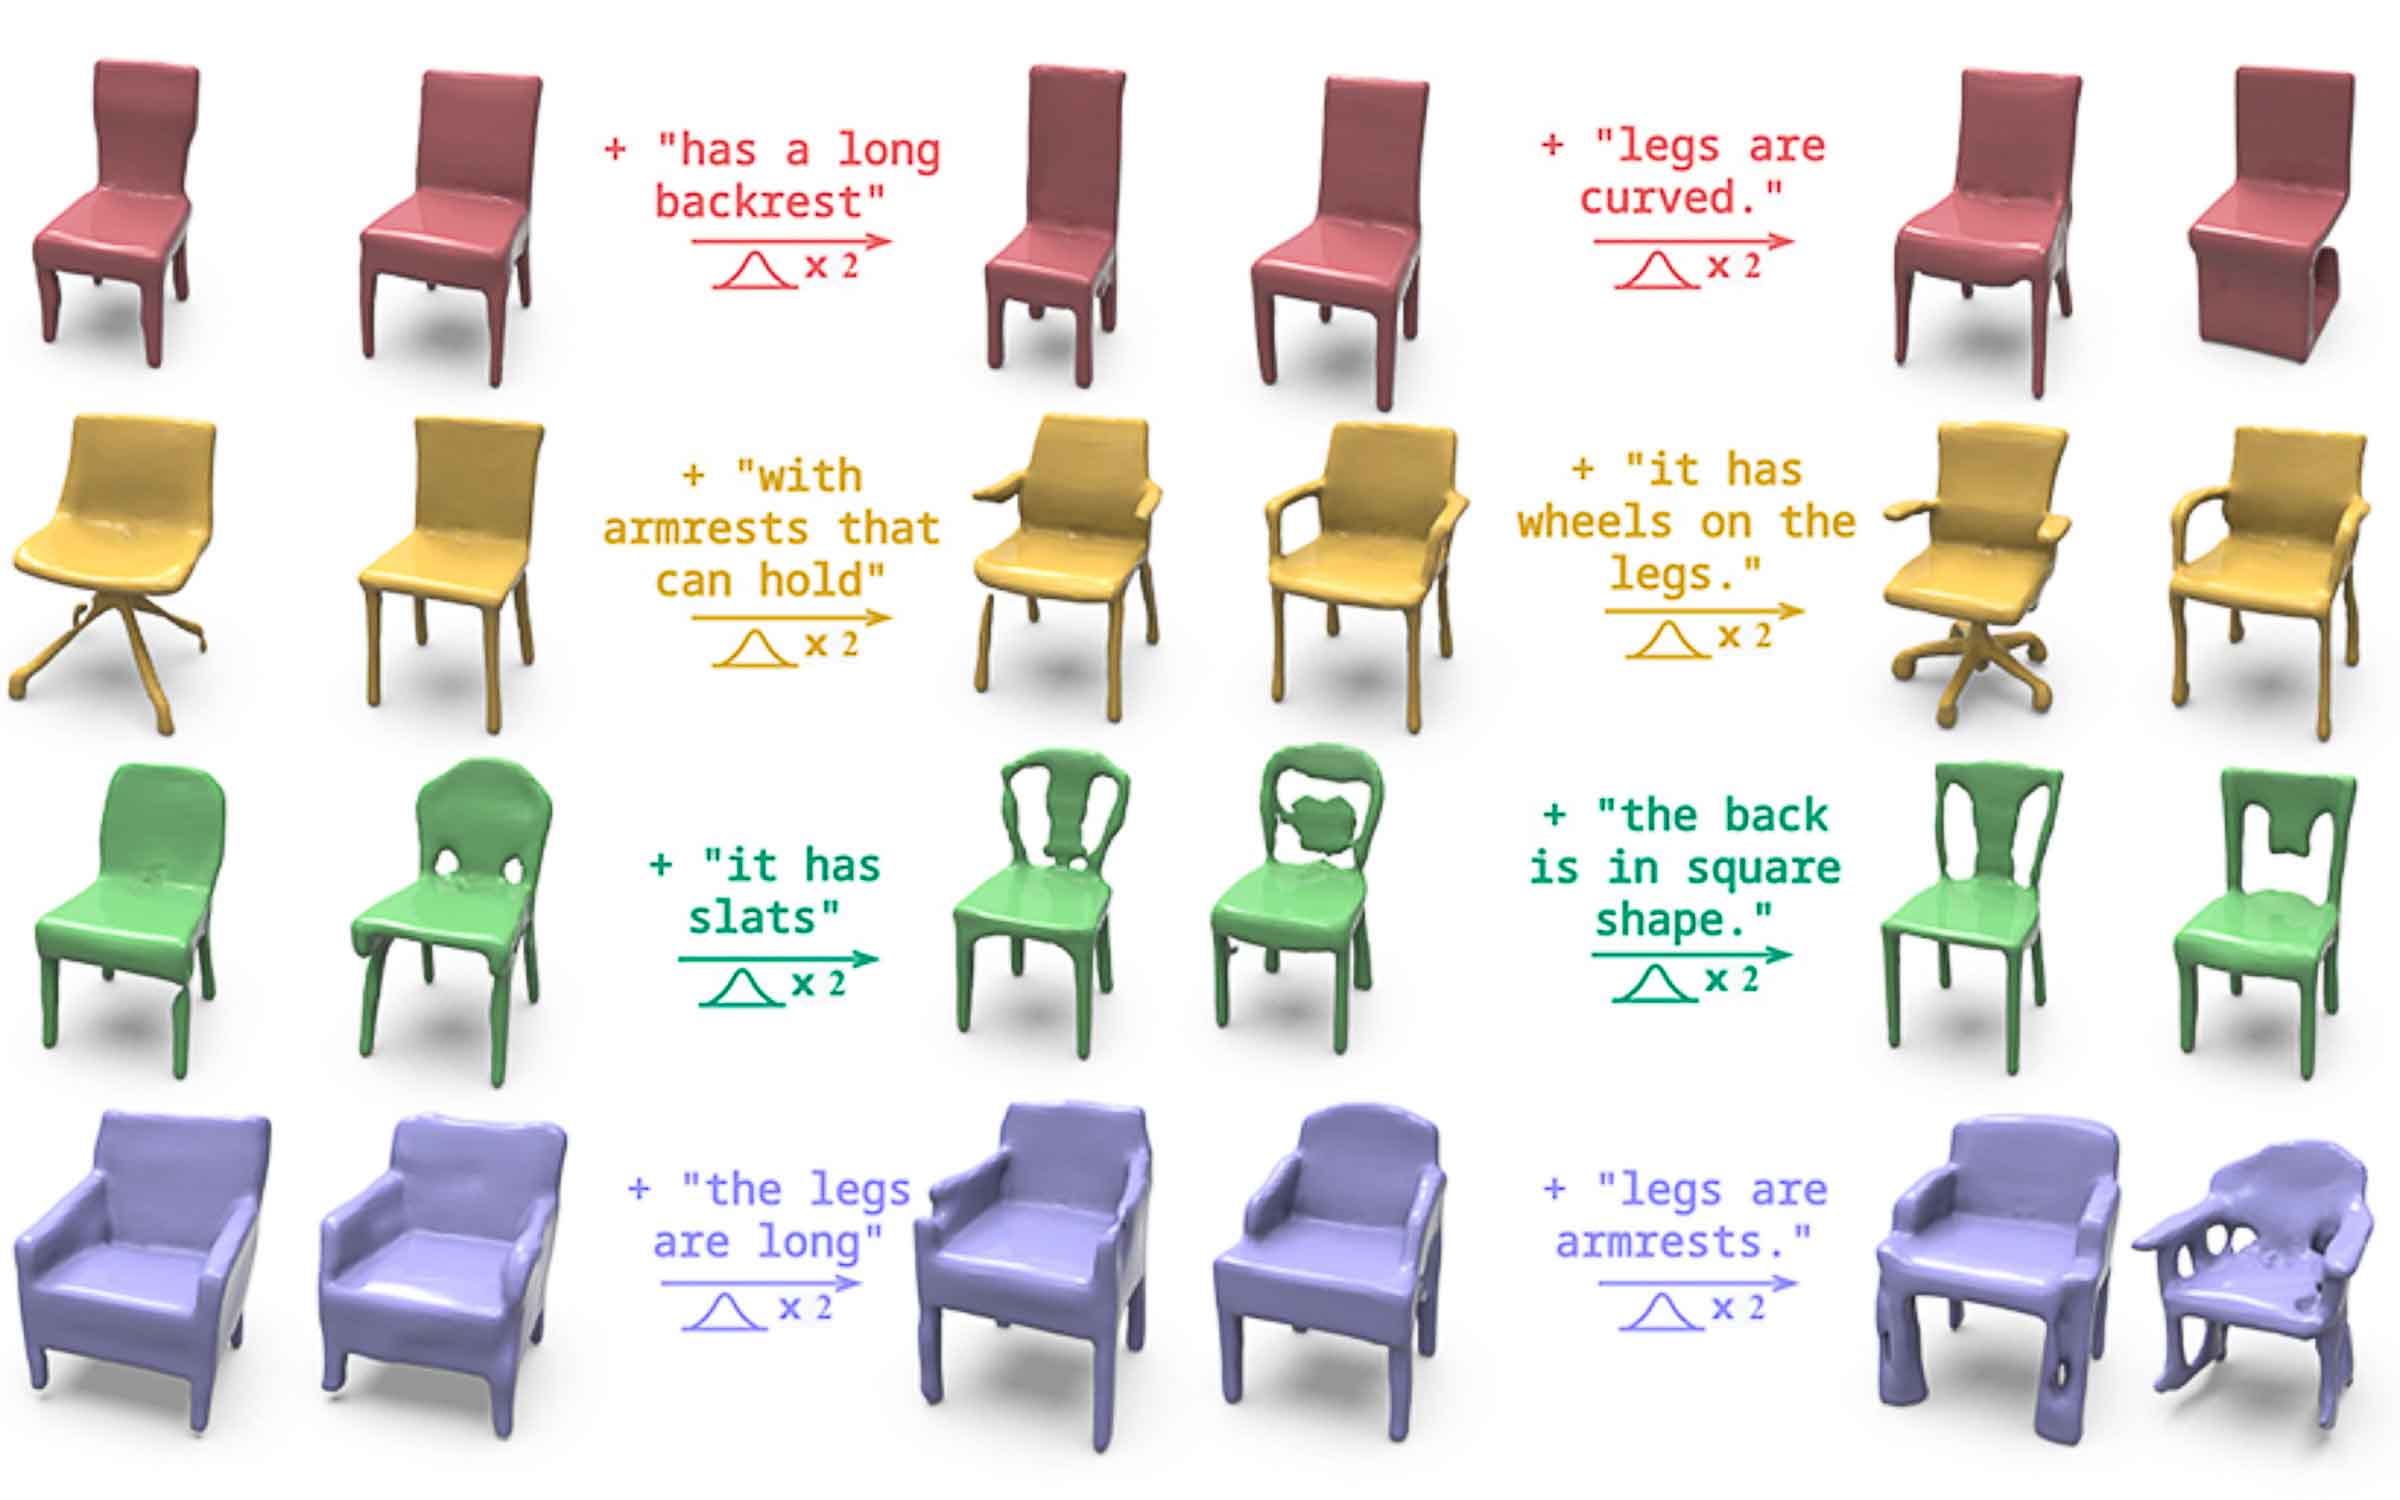 + "has a long
backrest"
x 2
+ "legs are
curved."
x 2
+ "with
armrests that
can hold"
x 2
+ "it has
wheels on the
legs."
x 2
+ "it has
slats"
x 2
+ "the back
is in square
shape."
x 2
+ "the legs
are long"
x 2
+ "legs are
armrests."
x 2